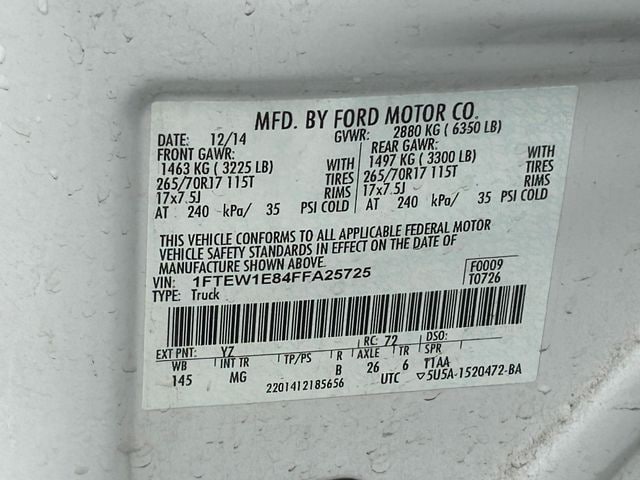 MFD. BY FORD MOTOR CO.
DATE: 12/14 GVWR: 2880 KG ( 6350 LB)
FRONT GAWR: REAR GAWR:
1463 KG ( 3225 LB) WITH 1497 KG ( 3300 LB) WITH
265/70R17 115T TIRES 265/70R17 115T TIRES
17x7.5J RIMS 17x7.5J RIMS
AT 240 kPa/ 35 PSI COLD AT 240 kPa/ 35 PSI COLD
THIS VEHICLE CONFORMS TO ALL APPLICABLE FEDERAL MOTOR
VEHICLE SAFETY STANDARDS IN EFFECT ON THE DATE OF
MANUFACTURE SHOWN ABOVE.
VIN: 1FTEW1E84FFA25725 F0009
TYPE: Truck T0726
EXT PNT: YZ RC: 72 DSO:
WB INT TR TP/PS R AXLE TR SPR
145 MG B 26 6 T1AA
2201412185656 UTC ▽5U5A-1520472-BA